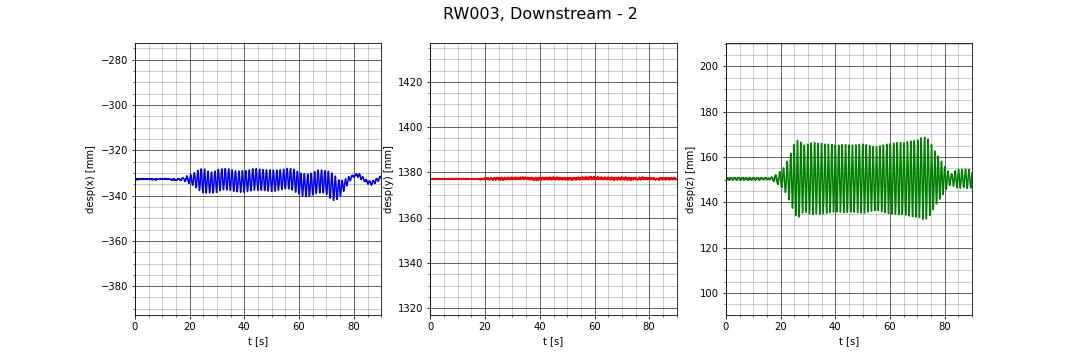 RW003, Downstream - 2
desp(x) [mm]
−280
−300
−320
−340
−360
−380
0 20 40 60 80
t [s]
desp(y) [mm]
1420
1400
1380
1360
1340
1320
0 20 40 60 80
t [s]
desp(z) [mm]
200
180
160
140
120
100
0 20 40 60 80
t [s]